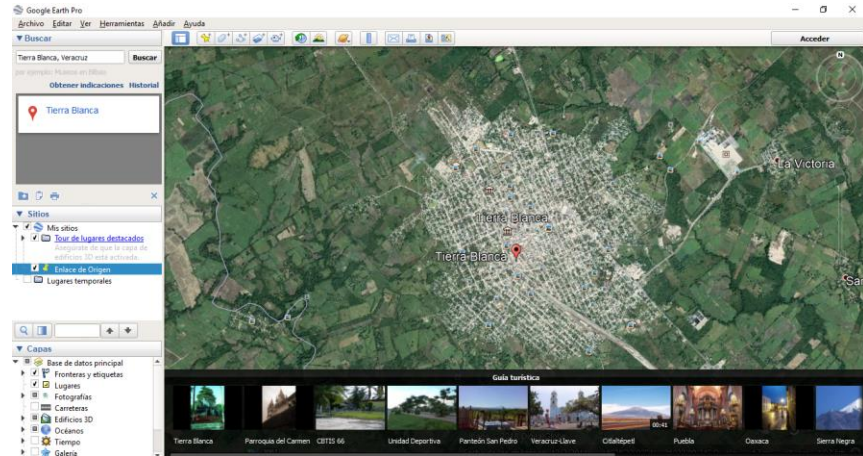 Google Earth Pro
Archivo Editar Ver Herramientas Añadir Ayuda
Buscar
Acceder
Tierra Blanca, Veracruz
Buscar
por ejemplo: Museos en Bilbao
Obtener indicaciones Historial
Tierra Blanca
Sitios
Mis sitios
Tour de lugares destacados
Asegúrate de que la capa de
edificios 3D está activada.
Enlace de Origen
Lugares temporales
Capas
Base de datos principal
Fronteras y etiquetas
Lugares
Fotografías
Carreteras
Edificios 3D
Océanos
Tiempo
Galería
N
La Victoria
Tierra Blanca
Tierra Blanca
San
Guía turística
00:41
Tierra Blanca
Parroquia del Carmen
CBTIS 66
Unidad Deportiva
Panteón San Pedro
Veracruz-Llave
Citlaltépetl
Puebla
Oaxaca
Sierra Negra